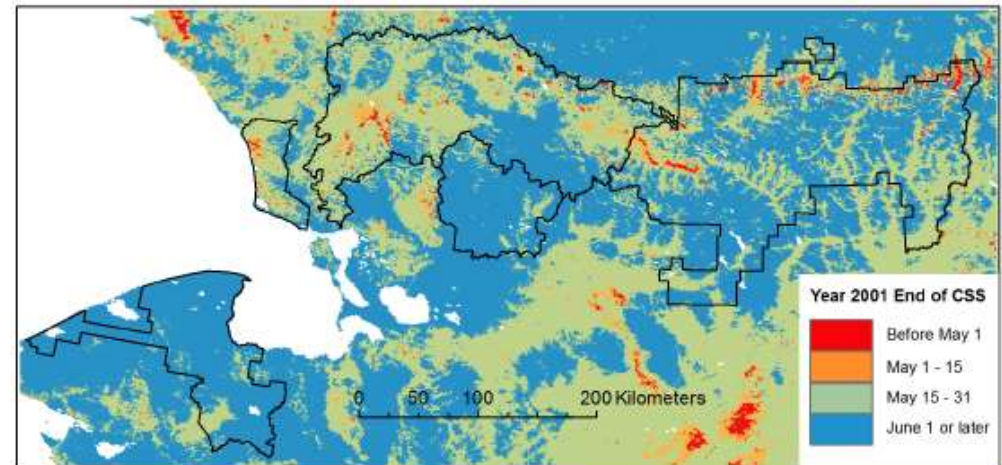 Year 2001 End of CSS
Before May 1
May 1 - 15
May 15 - 31
June 1 or later
0 50 100 200 Kilometers